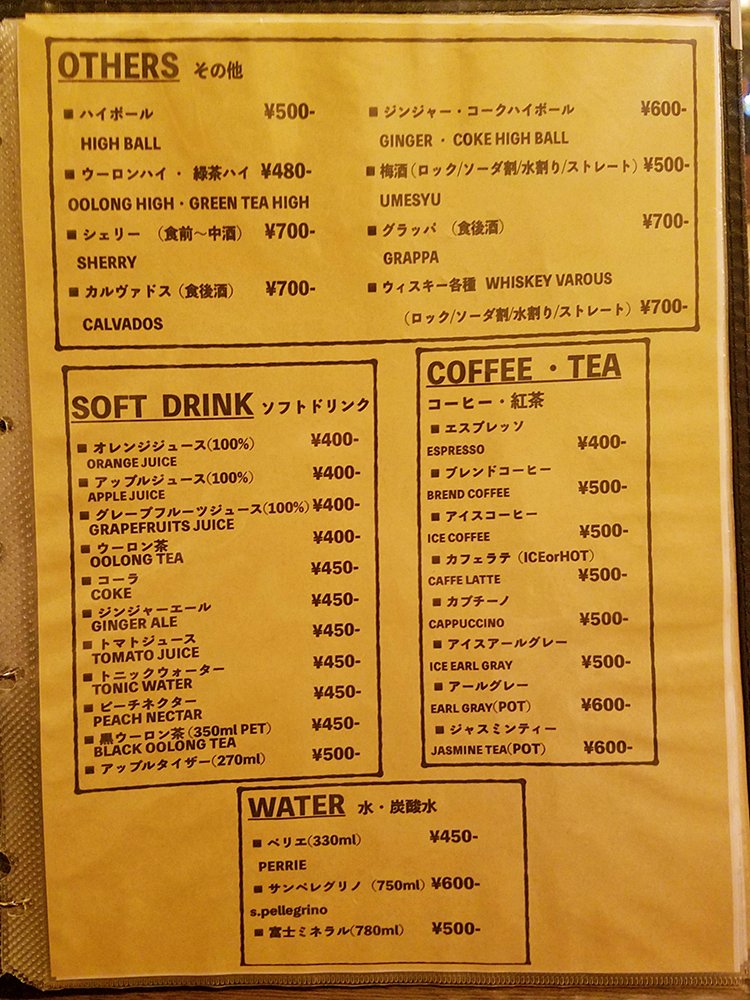 OTHERS その他
■ ハイボール ¥500-
HIGH BALL
■ ウーロンハイ ・ 緑茶ハイ ¥480-
OOLONG HIGH・GREEN TEA HIGH
■ シェリー （食前～中酒） ¥700-
SHERRY
■ カルヴァドス（食後酒） ¥700-
CALVADOS
■ ジンジャー・コークハイボール ¥600-
GINGER ・ COKE HIGH BALL
■ 梅酒（ロック/ソーダ割/水割り/ストレート） ¥500-
UMESYU
■ グラッパ （食後酒） ¥700-
GRAPPA
■ ウィスキー各種 WHISKEY VAROUS
（ロック/ソーダ割/水割り/ストレート） ¥700-
SOFT DRINK ソフトドリンク
■ オレンジジュース(100%) ¥400-
ORANGE JUICE
■ アップルジュース(100%) ¥400-
APPLE JUICE
■ グレープフルーツジュース(100%) ¥400-
GRAPEFRUITS JUICE
■ ウーロン茶 ¥400-
OOLONG TEA
■ コーラ ¥450-
COKE
■ ジンジャーエール ¥450-
GINGER ALE
■ トマトジュース ¥450-
TOMATO JUICE
■ トニックウォーター ¥450-
TONIC WATER
■ ピーチネクター ¥450-
PEACH NECTAR
■ 黒ウーロン茶（350ml PET） ¥450-
BLACK OOLONG TEA
■ アップルタイザー(270ml) ¥500-
COFFEE ・TEA
コーヒー・紅茶
■ エスプレッソ
ESPRESSO ¥400-
■ ブレンドコーヒー
BREND COFFEE ¥500-
■ アイスコーヒー
ICE COFFEE ¥500-
■ カフェラテ（ICEorHOT）
CAFFE LATTE ¥500-
■ カプチーノ
CAPPUCCINO ¥500-
■ アイスアールグレー
ICE EARL GRAY ¥500-
■ アールグレー
EARL GRAY(POT) ¥600-
■ ジャスミンティー
JASMINE TEA(POT) ¥600-
WATER 水・炭酸水
■ ペリエ(330ml) ¥450-
PERRIE
■ サンペレグリノ （750ml） ¥600-
s.pellegrino
■ 富士ミネラル(780ml) ¥500-